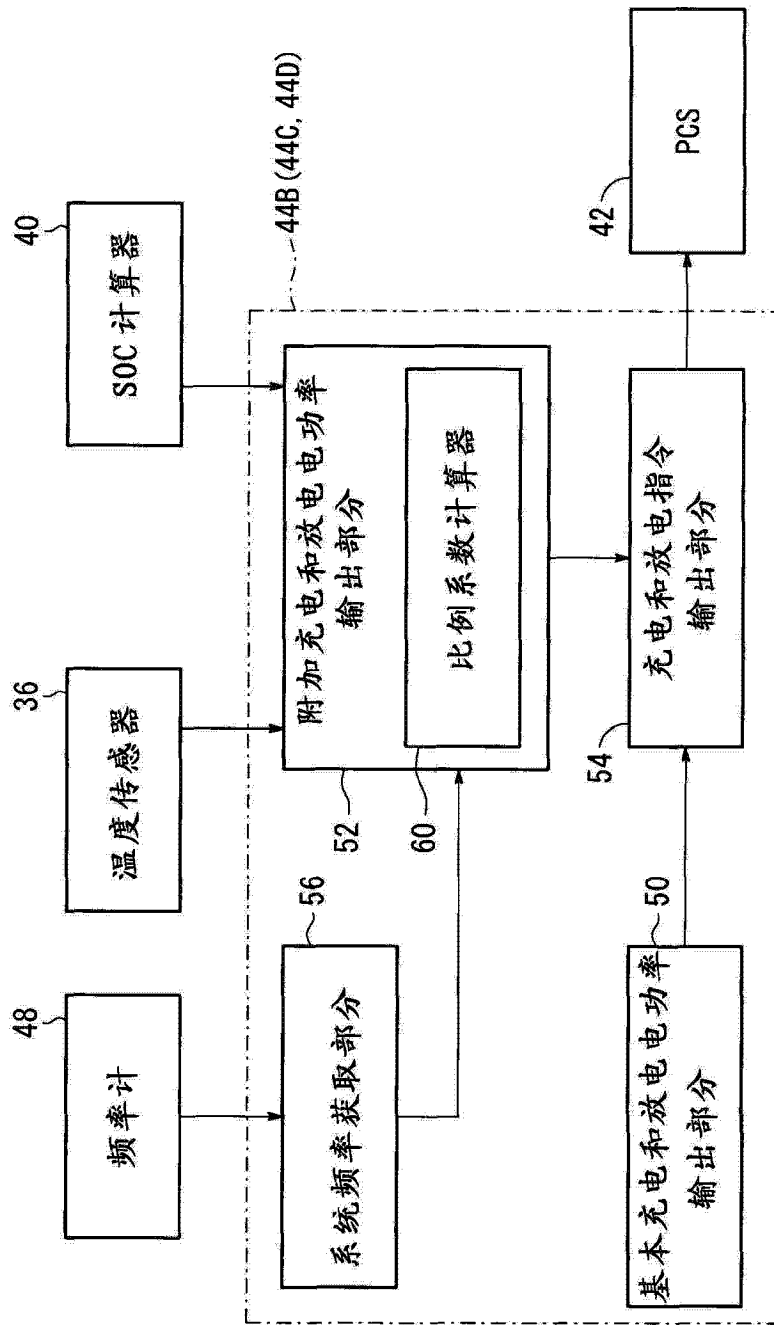 48
频率计
36
温度传感器
40
SOC 计算器
44B(44C, 44D)
56
系统频率获取部分
52
附加充电和放电电功率
输出部分
60
比例系数计算器
50
基本充电和放电电功率
输出部分
54
充电和放电指令
输出部分
42
PCS